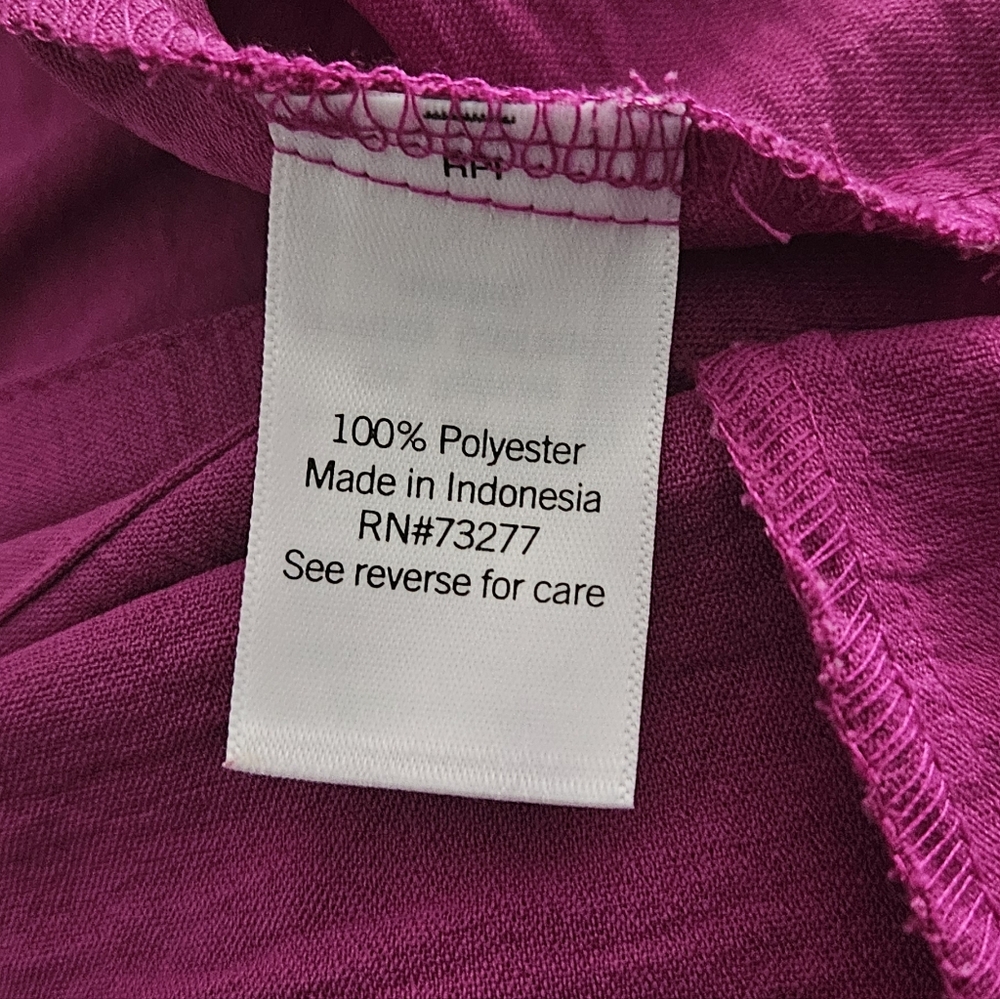 100% Polyester
Made in Indonesia
RN#73277
See reverse for care